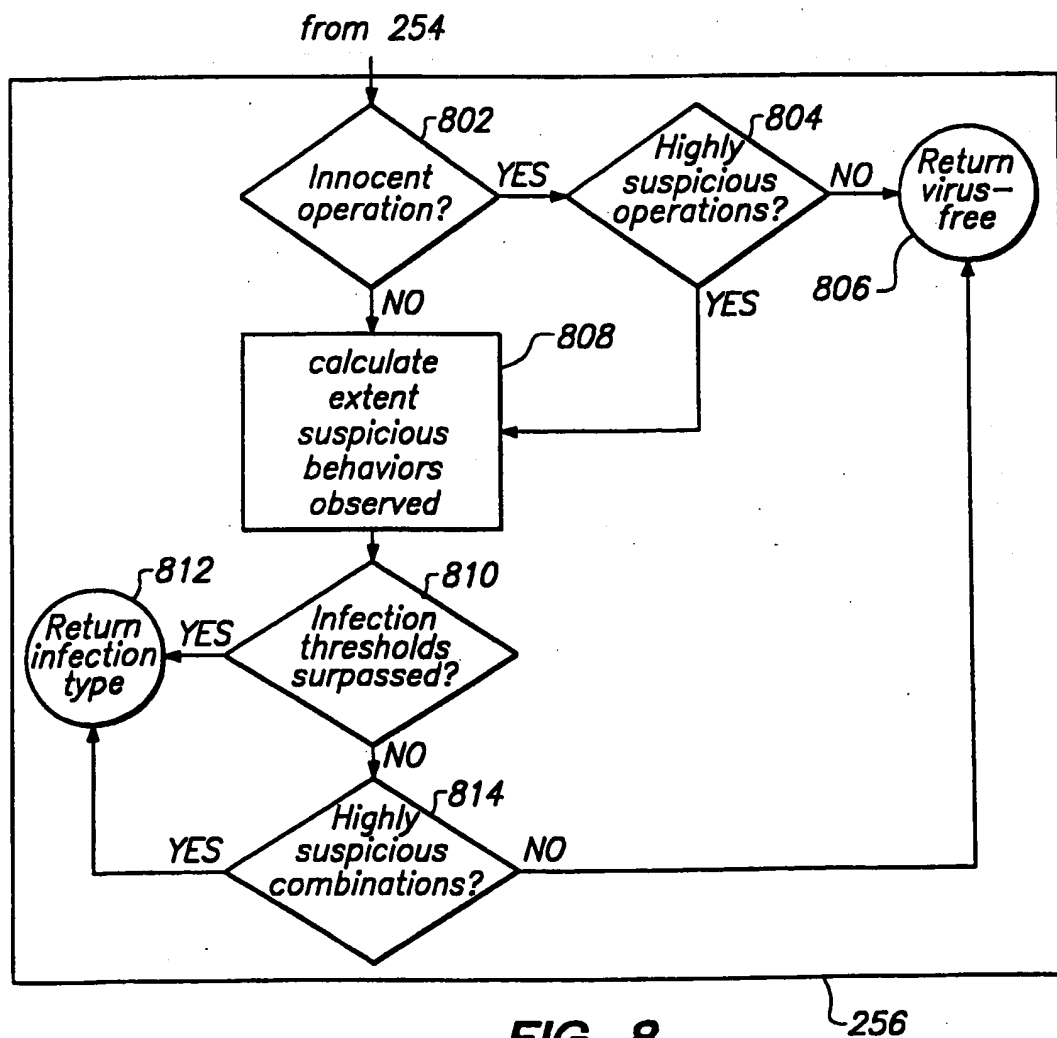 from 254
802
Innocent
operation?
YES
NO
804
Highly
suspicious
operations?
NO
YES
Return
virus-
free
806
808
calculate
extent
suspicious
behaviors
observed
810
Infection
thresholds
surpassed?
YES
NO
812
Return
infection
type
814
Highly
suspicious
combinations?
YES
NO
256
FIG. 8